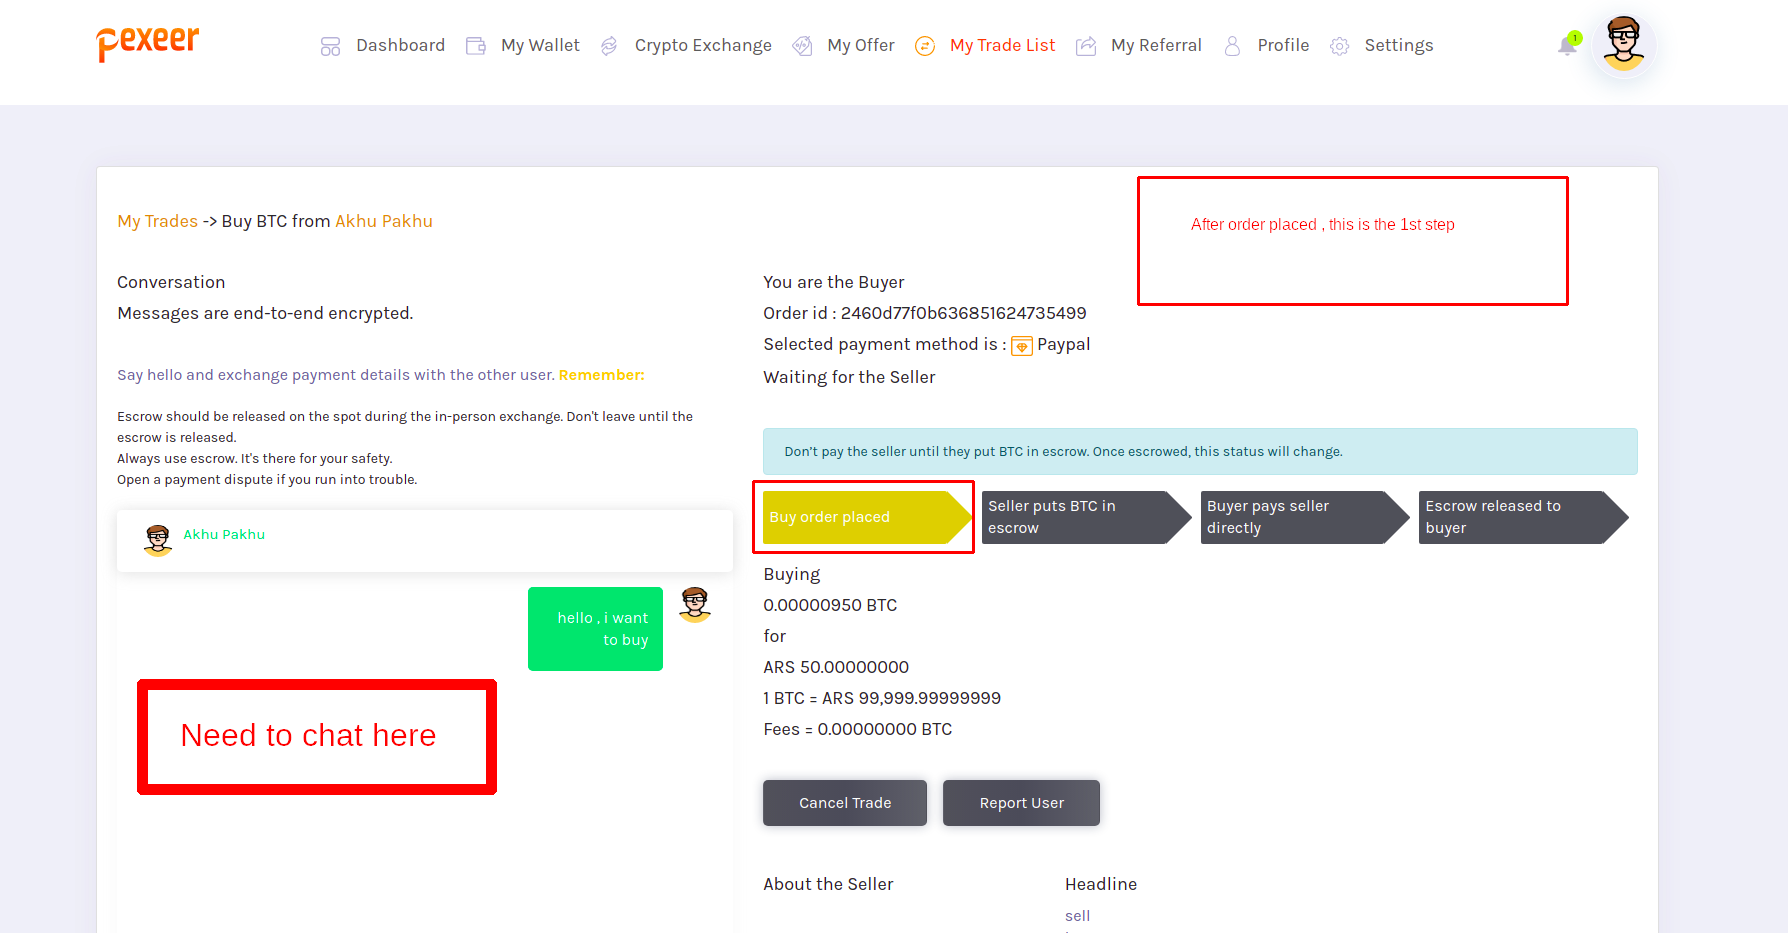 pexeer
Dashboard
My Wallet
Crypto Exchange
My Offer
My Trade List
My Referral
Profile
Settings
1
My Trades -> Buy BTC from Akhu Pakhu
After order placed , this is the 1st step
Conversation
Messages are end-to-end encrypted.
Say hello and exchange payment details with the other user. Remember:
Escrow should be released on the spot during the in-person exchange. Don't leave until the
escrow is released.
Always use escrow. It's there for your safety.
Open a payment dispute if you run into trouble.
Akhu Pakhu
hello , i want
to buy
Need to chat here
You are the Buyer
Order id : 2460d77f0b636851624735499
Selected payment method is : Paypal
Waiting for the Seller
Don’t pay the seller until they put BTC in escrow. Once escrowed, this status will change.
Buy order placed
Seller puts BTC in
escrow
Buyer pays seller
directly
Escrow released to
buyer
Buying
0.00000950 BTC
for
ARS 50.00000000
1 BTC = ARS 99,999.99999999
Fees = 0.00000000 BTC
Cancel Trade
Report User
About the Seller
Headline
sell